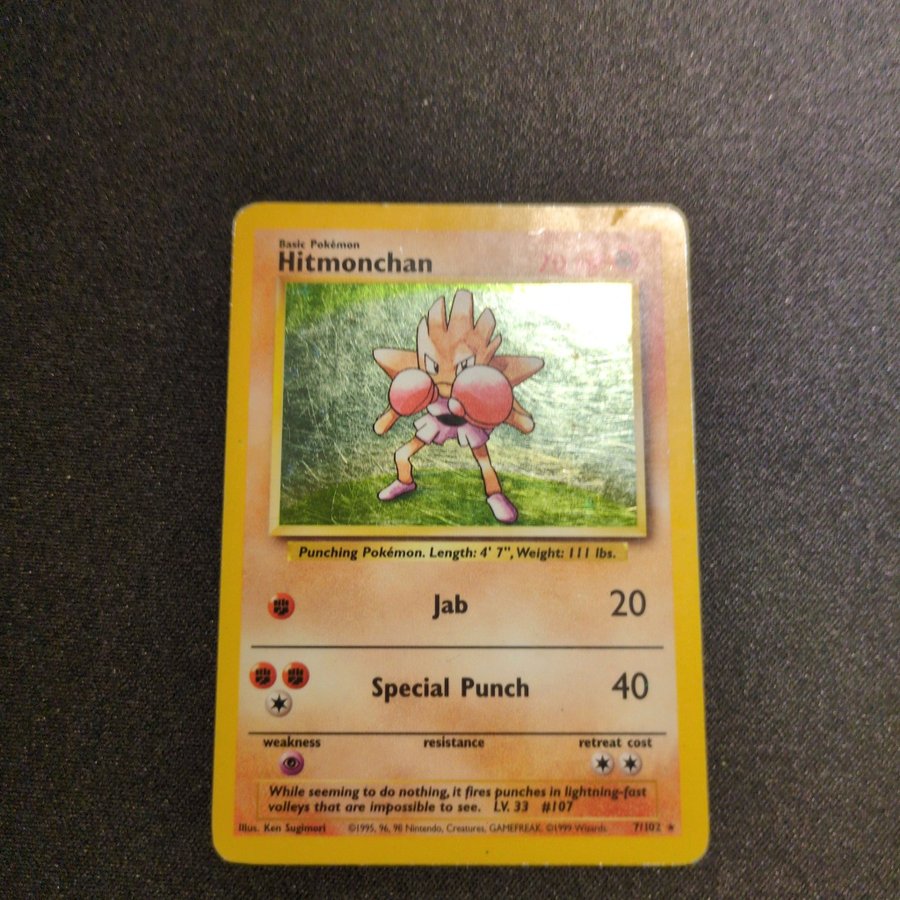 Basic Pokémon
Hitmonchan
Punching Pokémon. Length: 4' 7", Weight: 111 lbs.
Jab 20
Special Punch 40
weakness resistance retreat cost
While seeming to do nothing, it fires punches in lightning-fast
volleys that are impossible to see. LV. 33 #107
Illus. Ken Sugimori ©1995, 96, 98 Nintendo, Creatures, GAMEFREAK. ©1999 Wizards. 7/102